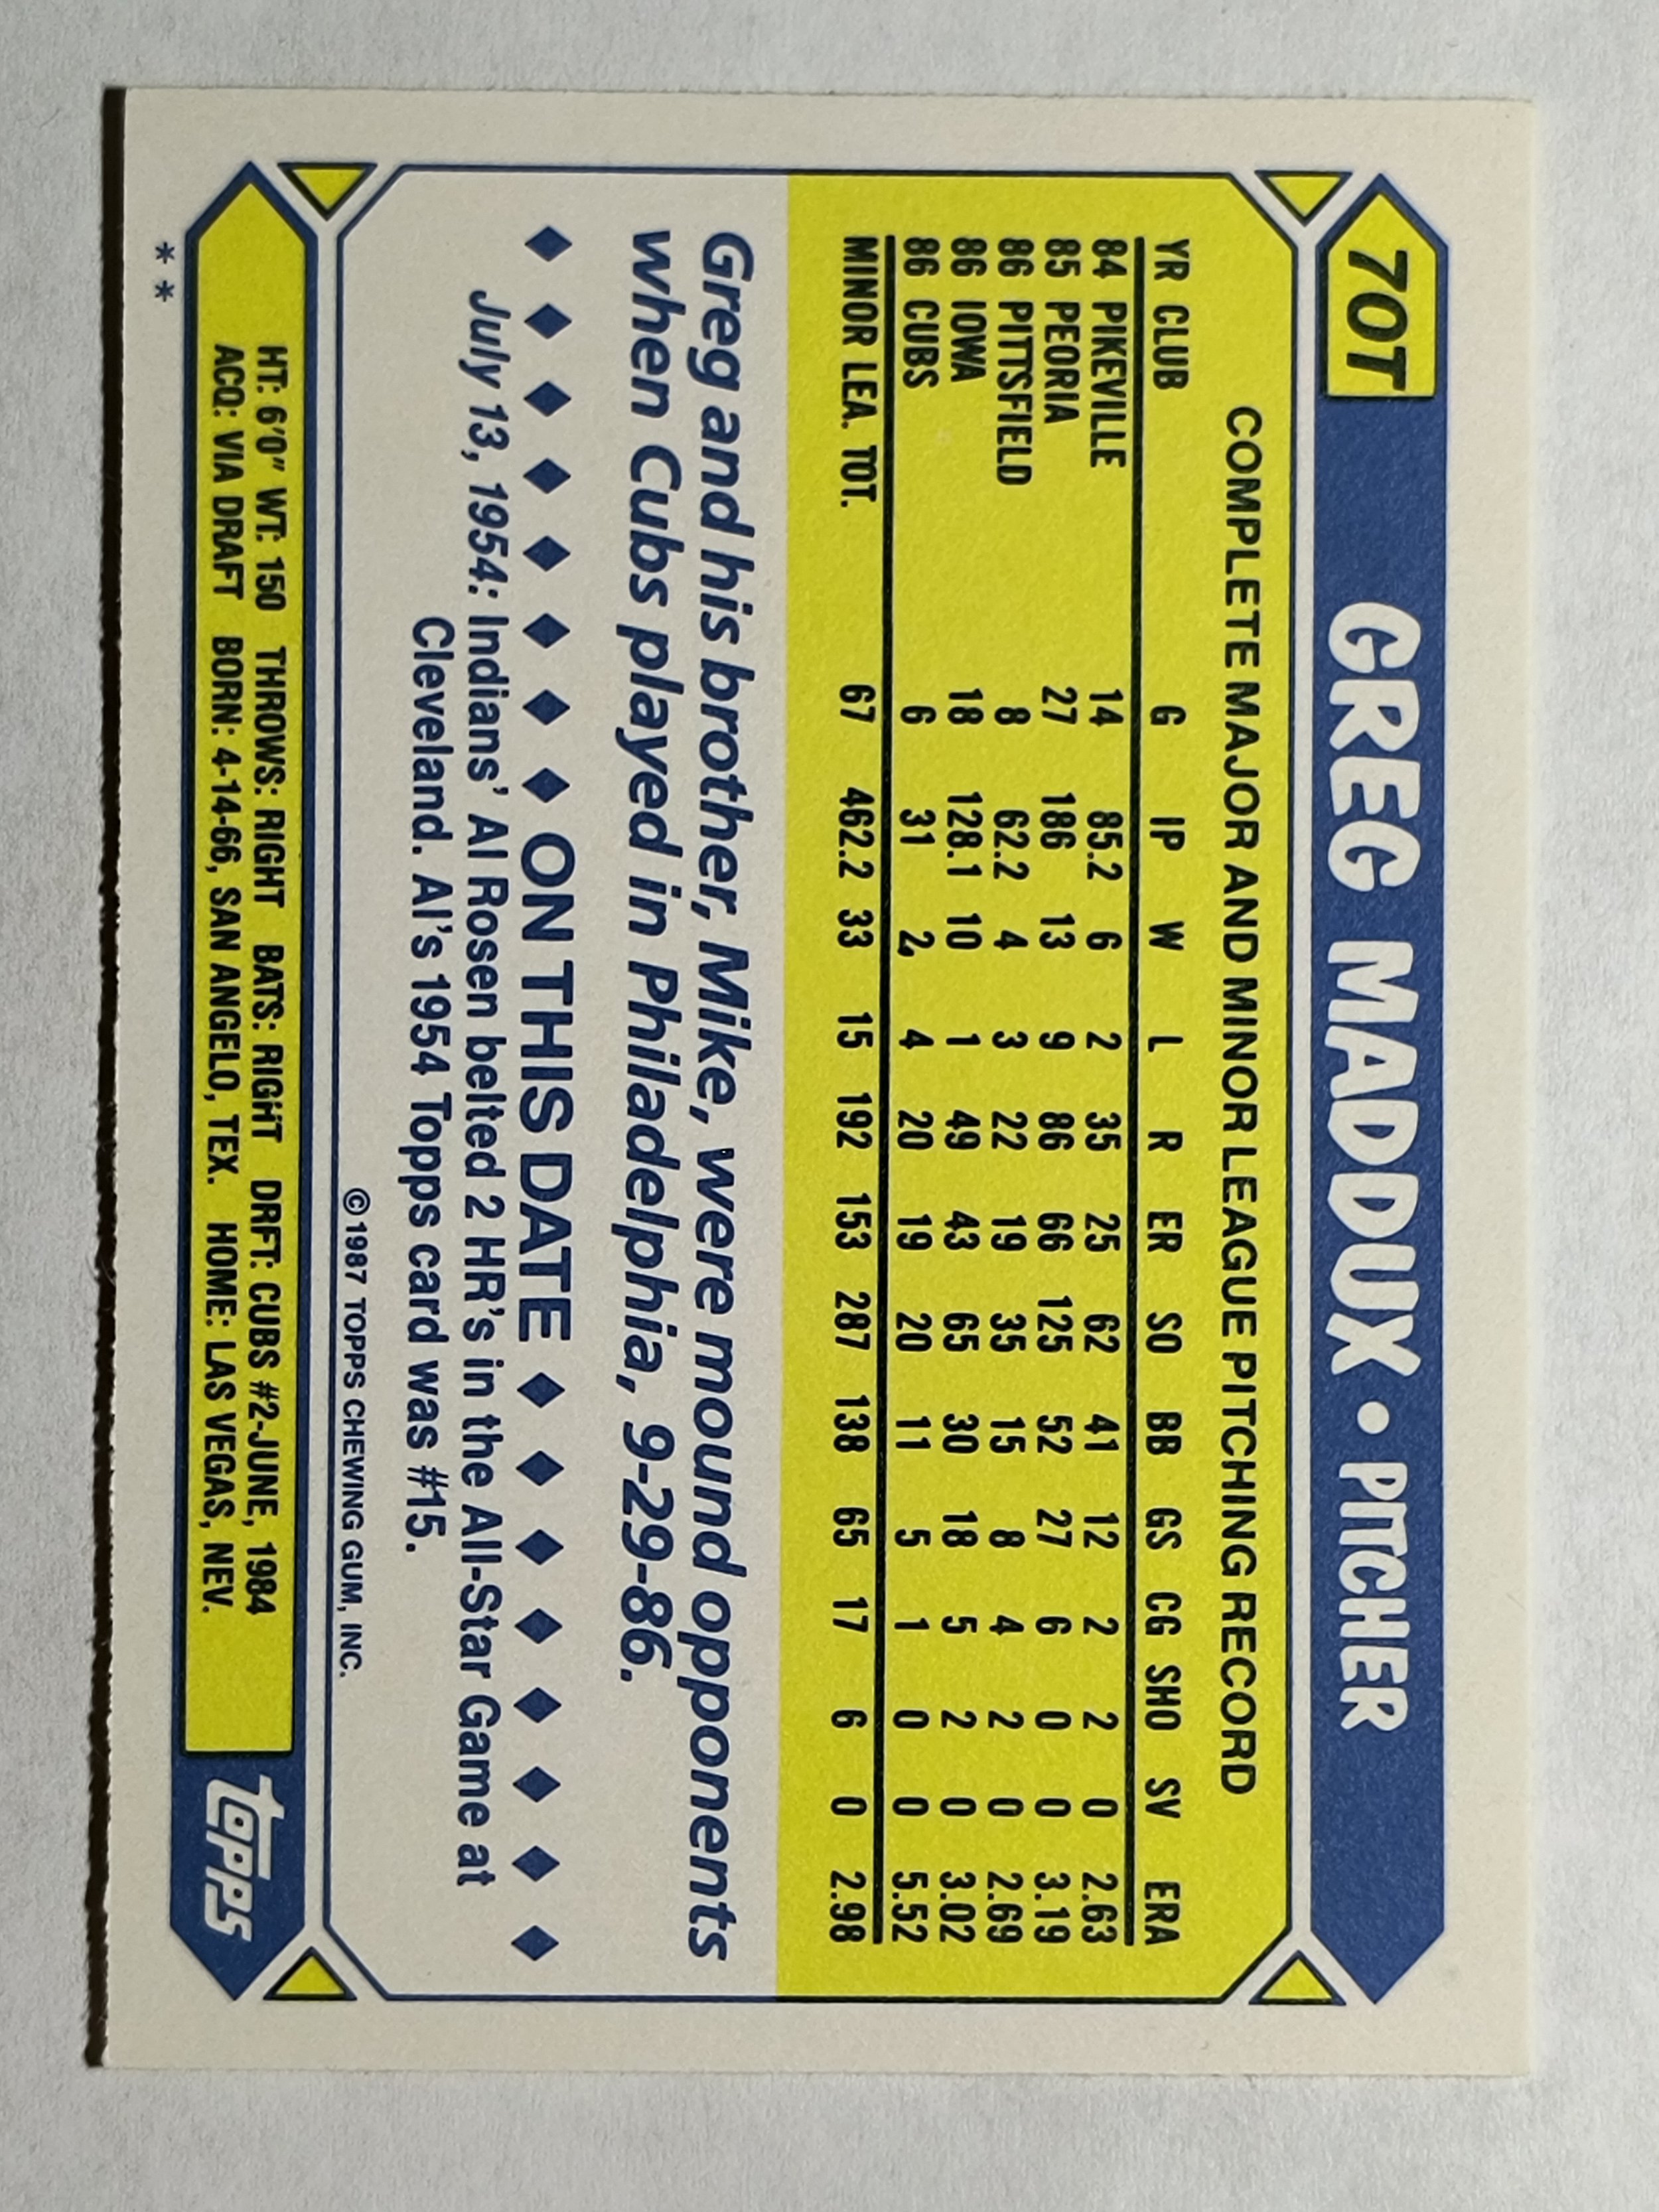 70T GREG MADDUX • PITCHER
COMPLETE MAJOR AND MINOR LEAGUE PITCHING RECORD
YR CLUB G IP W L R ER SO BB GS CG SHO SV ERA
84 PIKEVILLE 14 85.2 6 2 35 25 62 41 12 2 2 0 2.63
85 PEORIA 27 186 13 9 86 66 125 52 27 6 0 0 3.19
86 PITTSFIELD 8 62.2 4 3 22 19 35 15 8 4 2 0 2.69
86 IOWA 18 128.1 10 1 49 43 65 30 18 5 2 0 3.02
86 CUBS 6 31 2 4 20 19 20 11 5 1 0 0 5.52
MINOR LEA. TOT. 67 462.2 33 15 192 153 287 138 65 17 6 0 2.98
Greg and his brother, Mike, were mound opponents
when Cubs played in Philadelphia, 9-29-86.
ON THIS DATE
July 13, 1954: Indians' Al Rosen belted 2 HR's in the All-Star Game at
Cleveland. Al's 1954 Topps card was #15.
©1987 TOPPS CHEWING GUM, INC.
HT: 6'0" WT: 150 THROWS: RIGHT BATS: RIGHT DRFT: CUBS #2-JUNE, 1984
ACQ: VIA DRAFT BORN: 4-14-66, SAN ANGELO, TEX. HOME: LAS VEGAS, NEV.
topps
**